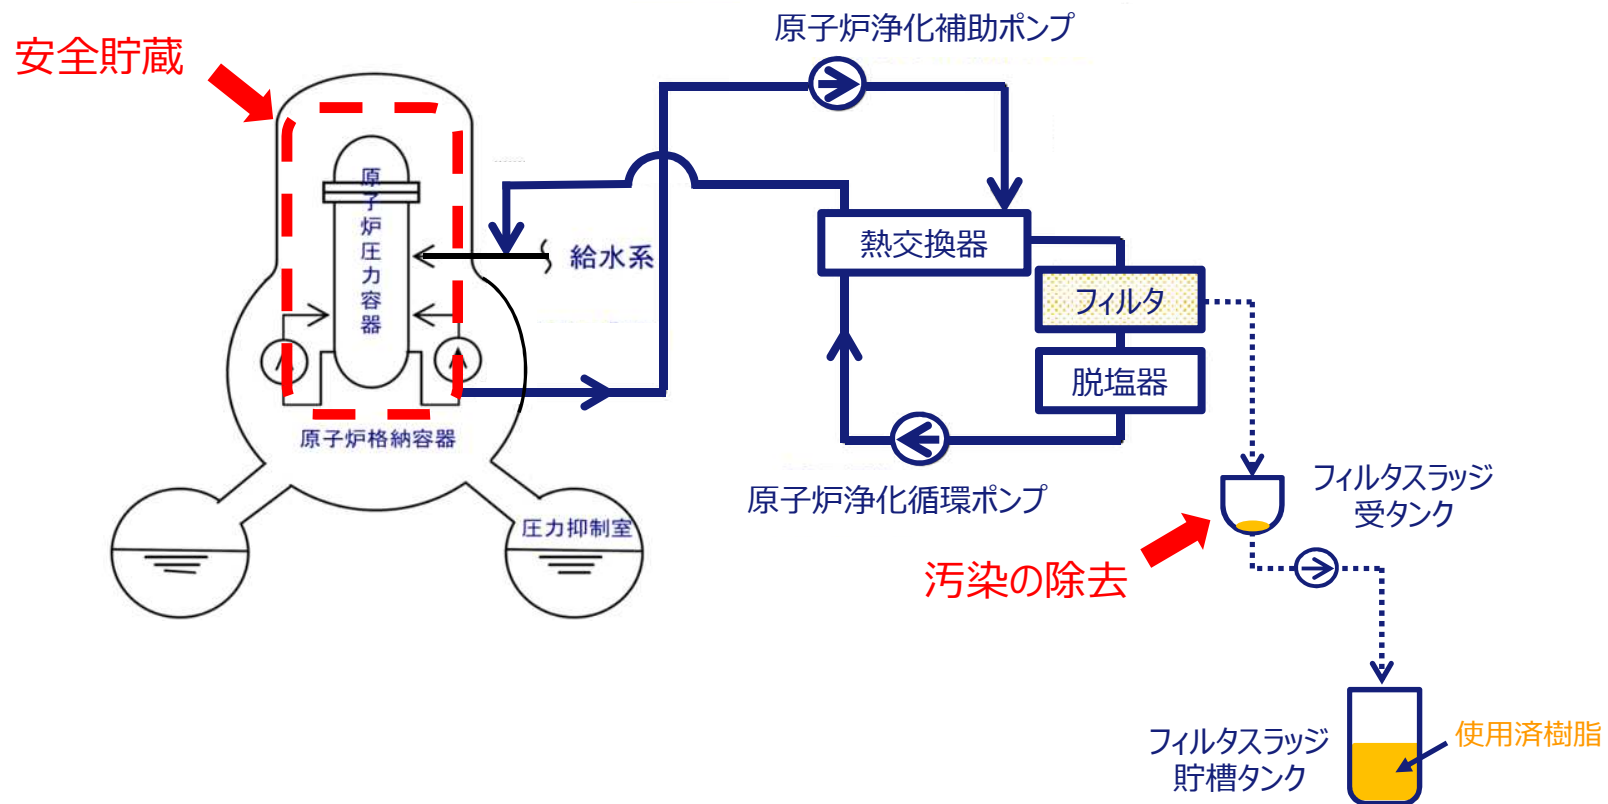 原子炉浄化補助ポンプ
安全貯蔵
原子炉圧力容器
給水系
熱交換器
フィルタ
脱塩器
原子炉格納容器
原子炉浄化循環ポンプ
フィルタスラッジ
受タンク
圧力抑制室
汚染の除去
フィルタスラッジ
貯槽タンク
使用済樹脂